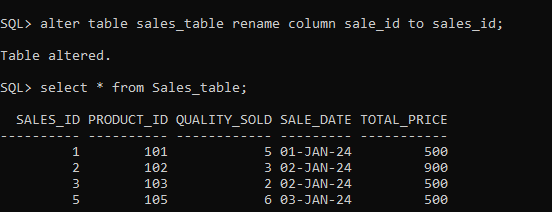 SQL> alter table sales_table rename column sale_id to sales_id;
Table altered.
SQL> select * from Sales_table;
SALES_ID PRODUCT_ID QUALITY_SOLD SALE_DATE TOTAL_PRICE
---------- ---------- ------------ --------- -----------
1 101 5 01-JAN-24 500
2 102 3 02-JAN-24 900
3 103 2 02-JAN-24 500
5 105 6 03-JAN-24 500